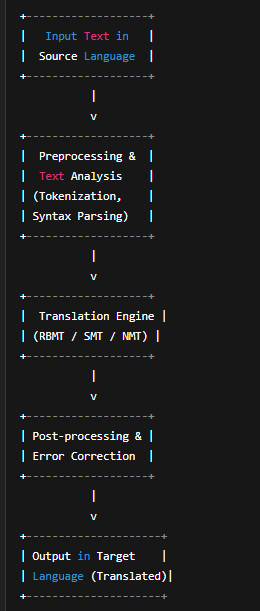 +-------------------+
|   Input Text in   |
|  Source Language  |
+-------------------+
          |
          v
+-------------------+
|  Preprocessing &  |
|  Text Analysis    |
| (Tokenization,    |
| Syntax Parsing)   |
+-------------------+
          |
          v
+-------------------+
|  Translation Engine |
| (RBMT / SMT / NMT) |
+-------------------+
          |
          v
+-------------------+
| Post-processing & |
| Error Correction  |
+-------------------+
          |
          v
+---------------------+
| Output in Target    |
| Language (Translated)|
+---------------------+